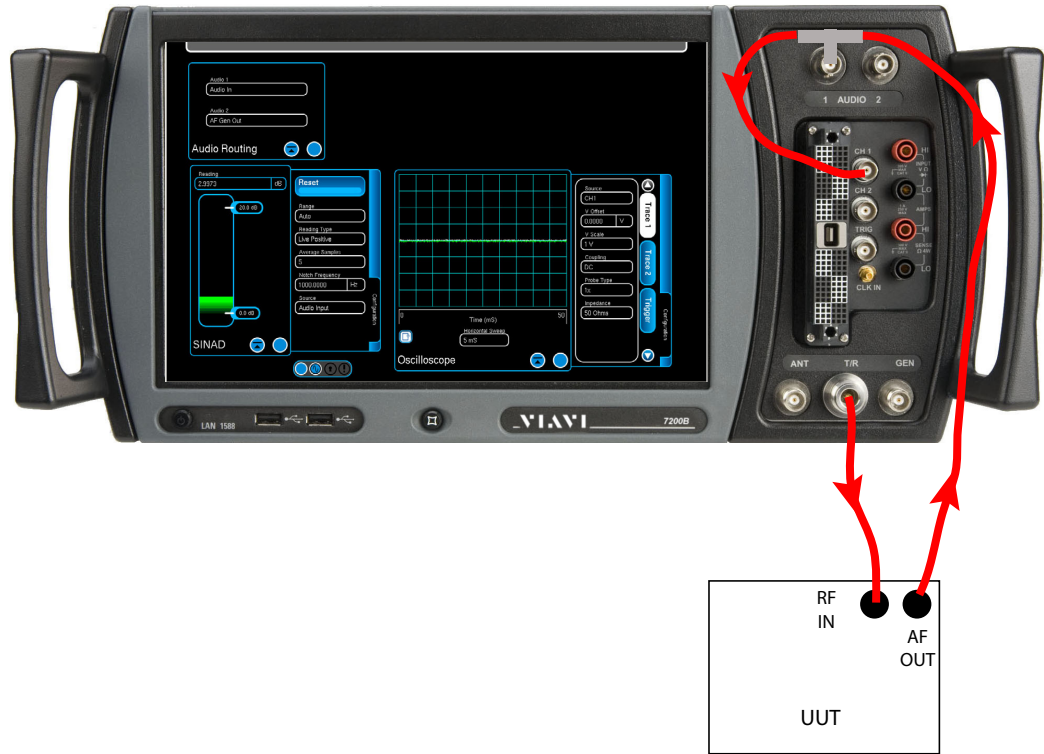 Audio 1
Audio In
Audio 2
AF Gen Out
Audio Routing
Reading
2.9973 dB
20.0 dB
0.0 dB
SINAD
Reset
Range
Auto
Reading Type
Live Positive
Average Samples
5
Notch Frequency
1000.0000 Hz
Source
Audio Input
Configuration
0
50
Time (mS)
Horizontal Sweep
5 mS
Oscilloscope
Source
CH1
V Offset
0.0000 V
V Scale
1 V
Coupling
DC
Probe Type
1x
Impedance
50 Ohms
Trace 1
Trace 2
Trigger
Configuration
1 AUDIO 2
CH 1
CH 2
TRIG
CLK IN
HI
INPUT
V Ω
LO
AMPS
HI
SENSE
Ω 4W
LO
ANT
T/R
GEN
LAN 1588
VIAVI
7200B
RF
IN
AF
OUT
UUT